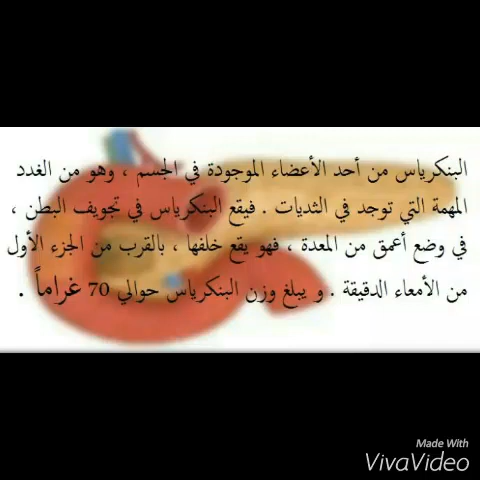 البنكرياس من أحد الأعضاء الموجودة في الجسم ، وهو من الغدد
المهمة التي توجد في الثديات . فيقع البنكرياس في تجويف البطن ،
في وضع أعمق من المعدة ، فهو يقع خلفها ، بالقرب من الجزء الأول
من الأمعاء الدقيقة . و يبلغ وزن البنكرياس حوالي 70 غراماً .
Made With
VivaVideo